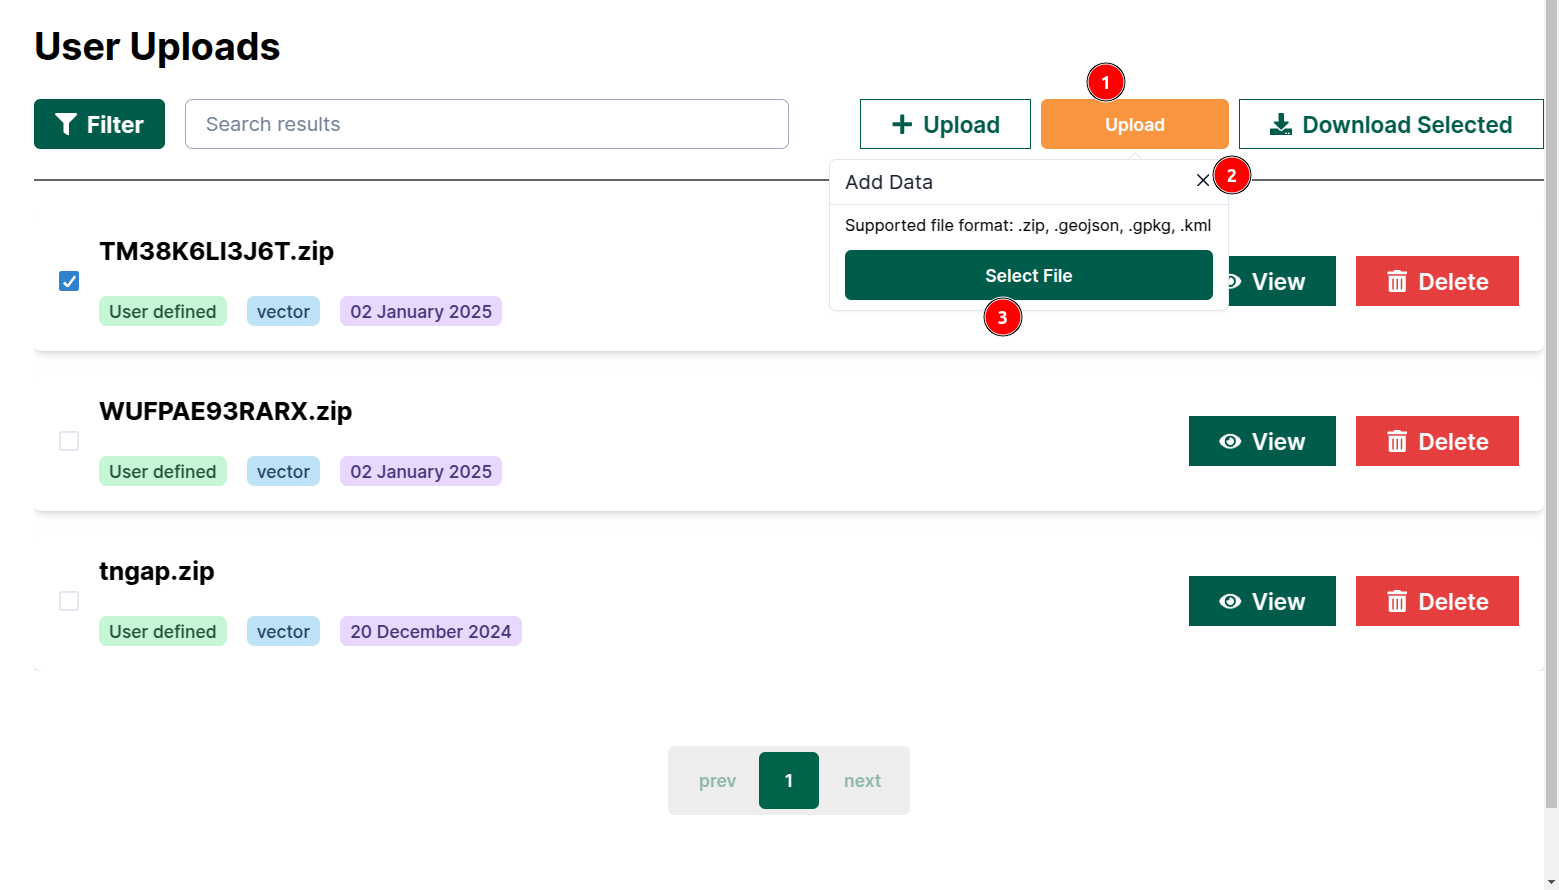 User Uploads
1
Filter
Search results
Upload
Upload
Download Selected
Add Data
2
Supported file format: .zip, .geojson, .gpkg, .kml
Select File
3
TM38K6LI3J6T.zip
User defined
vector
02 January 2025
View
Delete
WUFPAE93RARX.zip
User defined
vector
02 January 2025
View
Delete
tngap.zip
User defined
vector
20 December 2024
View
Delete
prev
1
next